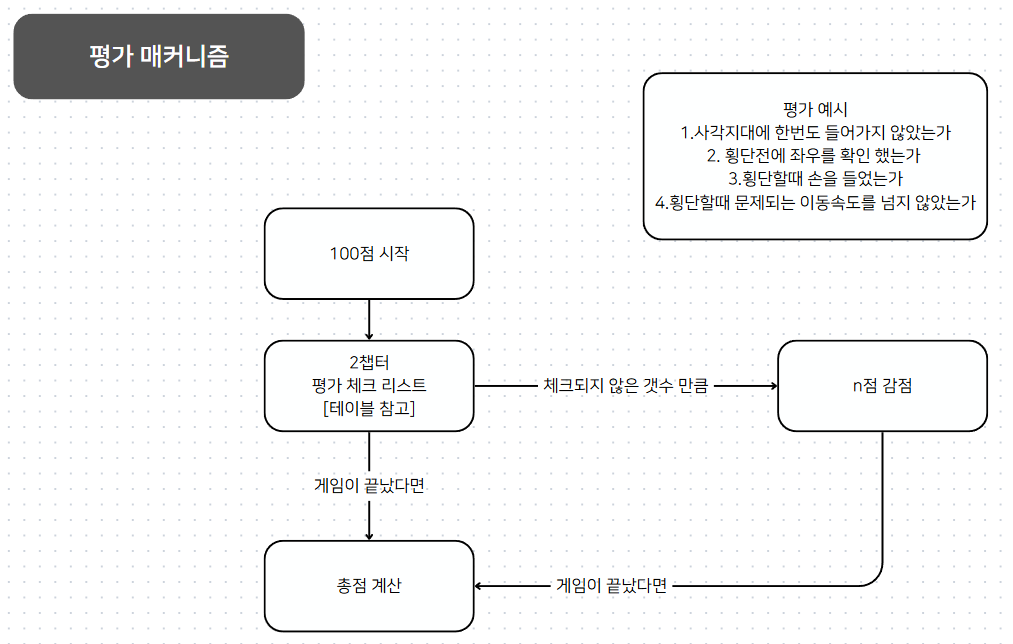 평가 매커니즘
평가 예시
1.사각지대에 한번도 들어가지 않았는가
2. 횡단전에 좌우를 확인 했는가
3.횡단할때 손을 들었는가
4.횡단할때 문제되는 이동속도를 넘지 않았는가
100점 시작
2챕터
평가 체크 리스트
[테이블 참고]
체크되지 않은 갯수 만큼
n점 감점
게임이 끝났다면
총점 계산
게임이 끝났다면